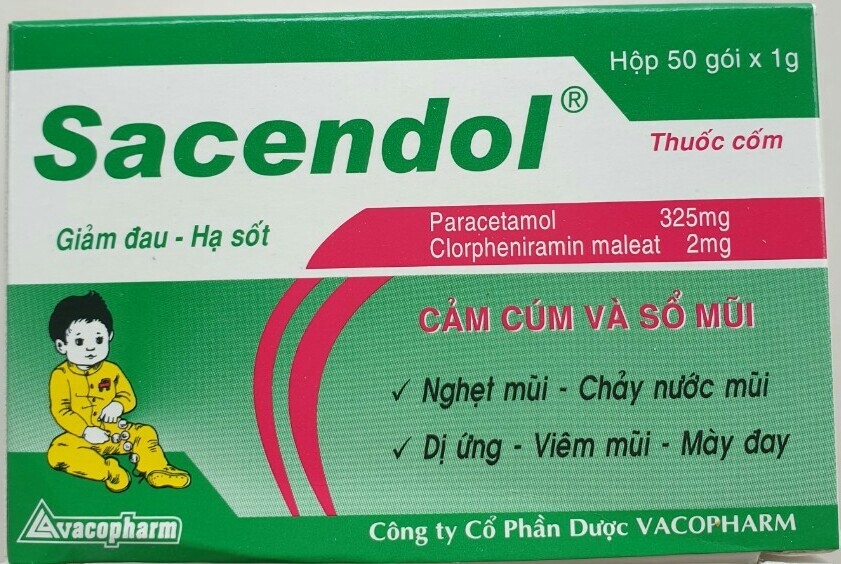 Hộp 50 gói x 1g
Sacendol®
Thuốc cốm
Giảm đau - Hạ sốt
Paracetamol 325mg
Clorpheniramin maleat 2mg
CẢM CÚM VÀ SỔ MŨI
✓ Nghẹt mũi - Chảy nước mũi
✓ Dị ứng - Viêm mũi - Mày đay
vacopharm
Công ty Cổ Phần Dược VACOPHARM